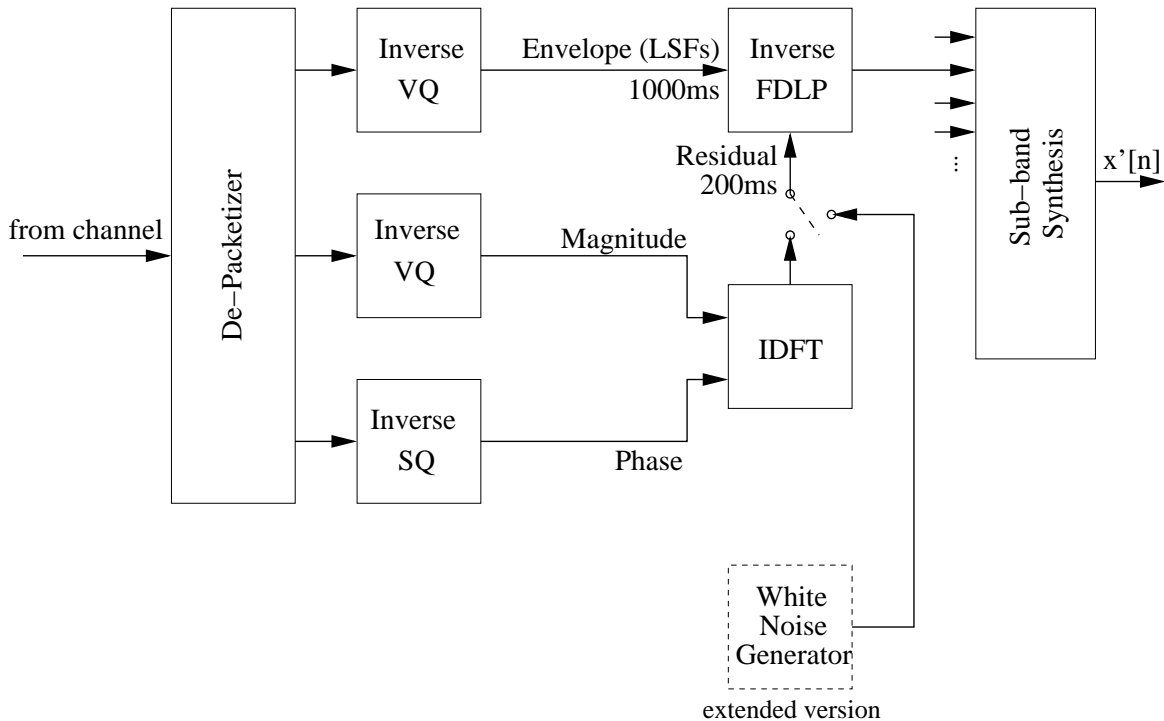 from channel
De-Packetizer
Inverse
VQ
Envelope (LSFs)
1000ms
Inverse
FDLP
Residual
200ms
Inverse
VQ
Magnitude
IDFT
Inverse
SQ
Phase
White
Noise
Generator
extended version
...
Sub-band
Synthesis
x'[n]